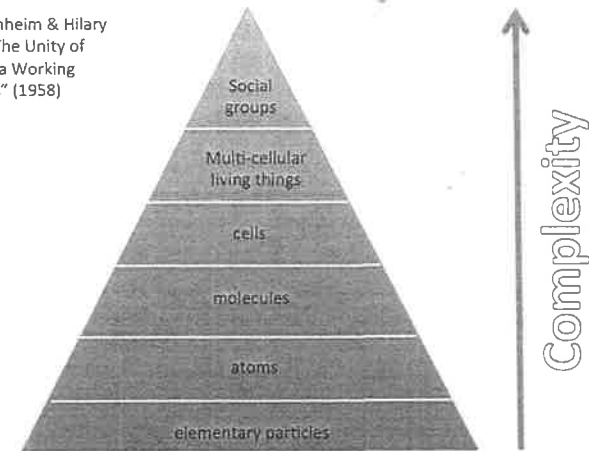 nheim & Hilary
The Unity of
a Working
" (1958)
Social
groups
Multi-cellular
living things
cells
molecules
atoms
elementary particles
Complexity